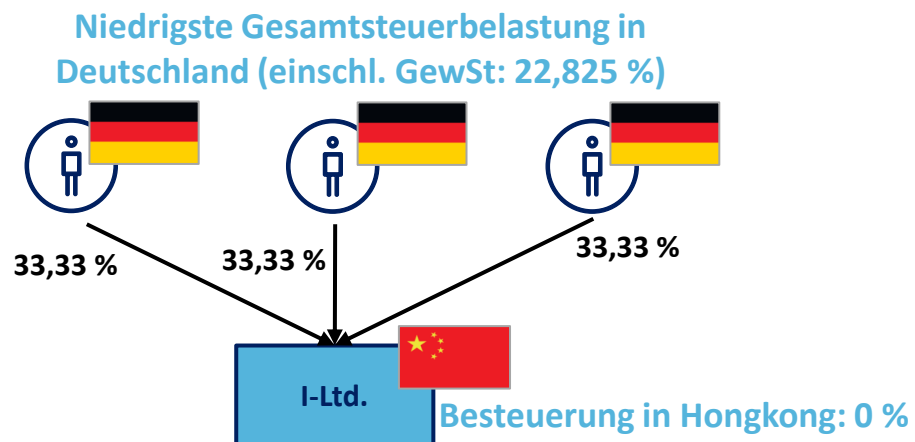 Niedrigste Gesamtsteuerbelastung in
Deutschland (einschl. GewSt: 22,825 %)
33,33 %
33,33 %
33,33 %
I-Ltd.
Besteuerung in Hongkong: 0 %